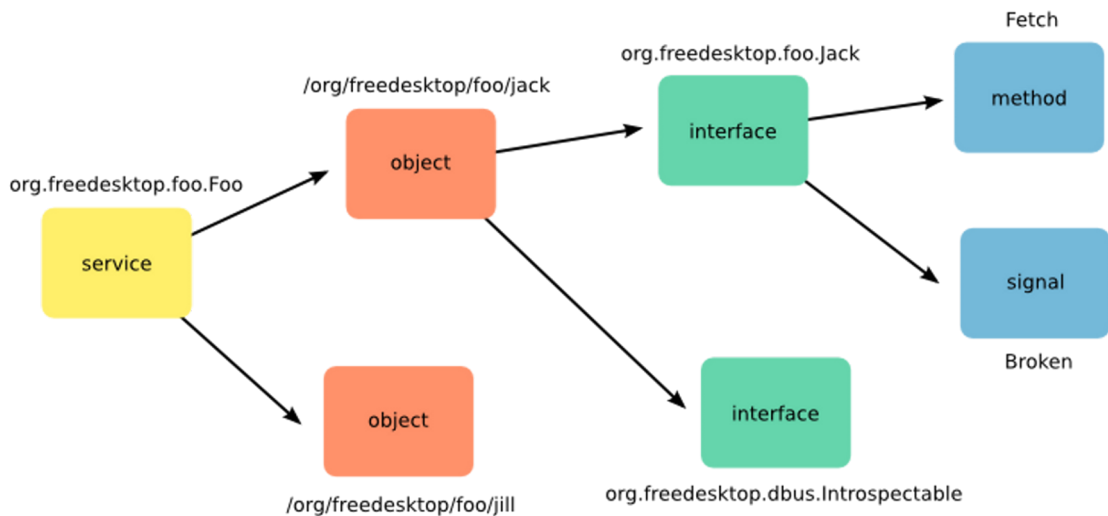 Fetch
method
org.freedesktop.foo.Jack
interface
/org/freedesktop/foo/jack
object
org.freedesktop.foo.Foo
service
signal
Broken
object
/org/freedesktop/foo/jill
interface
org.freedesktop.dbus.Introspectable